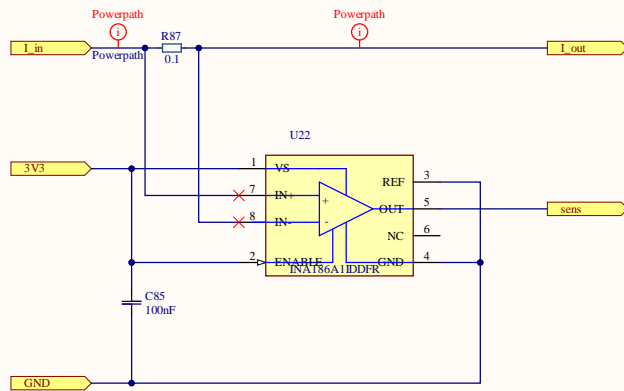 Powerpath
Powerpath
i
i
I_in
R87
I_out
Powerpath
0.1
U22
3V3
1
VS
REF
3
7
IN+
+
OUT
5
sens
8
IN-
-
NC
6
2
ENABLE
GND
4
INAT86A1IDDFR
C85
100nF
GND